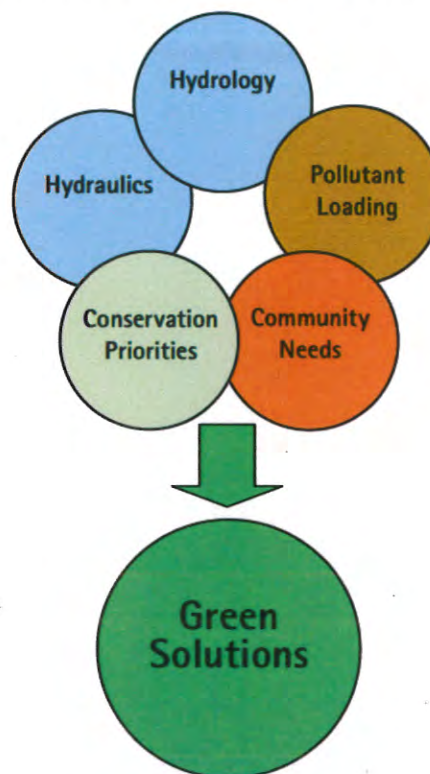 Hydrology
Hydraulics
Pollutant
Loading
Conservation
Priorities
Community
Needs
Green
Solutions